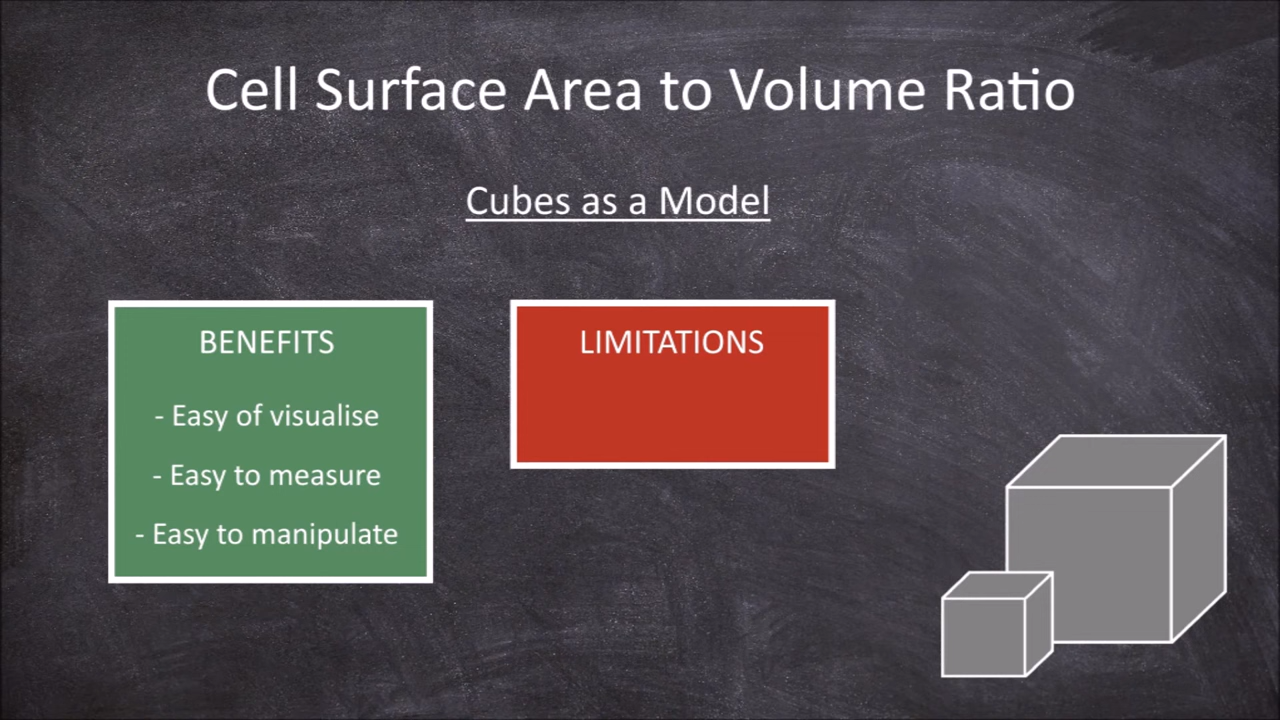 Cell Surface Area to Volume Ratio
Cubes as a Model
BENEFITS
- Easy of visualise
- Easy to measure
- Easy to manipulate
LIMITATIONS